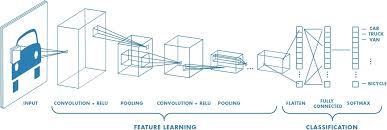 CAR
TRUCK
VAN
BICYCLE
INPUT
CONVOLUTION + RELU
POOLING
CONVOLUTION + RELU
POOLING
FLATTEN
FULLY
CONNECTED
SOFTMAX
FEATURE LEARNING
CLASSIFICATION